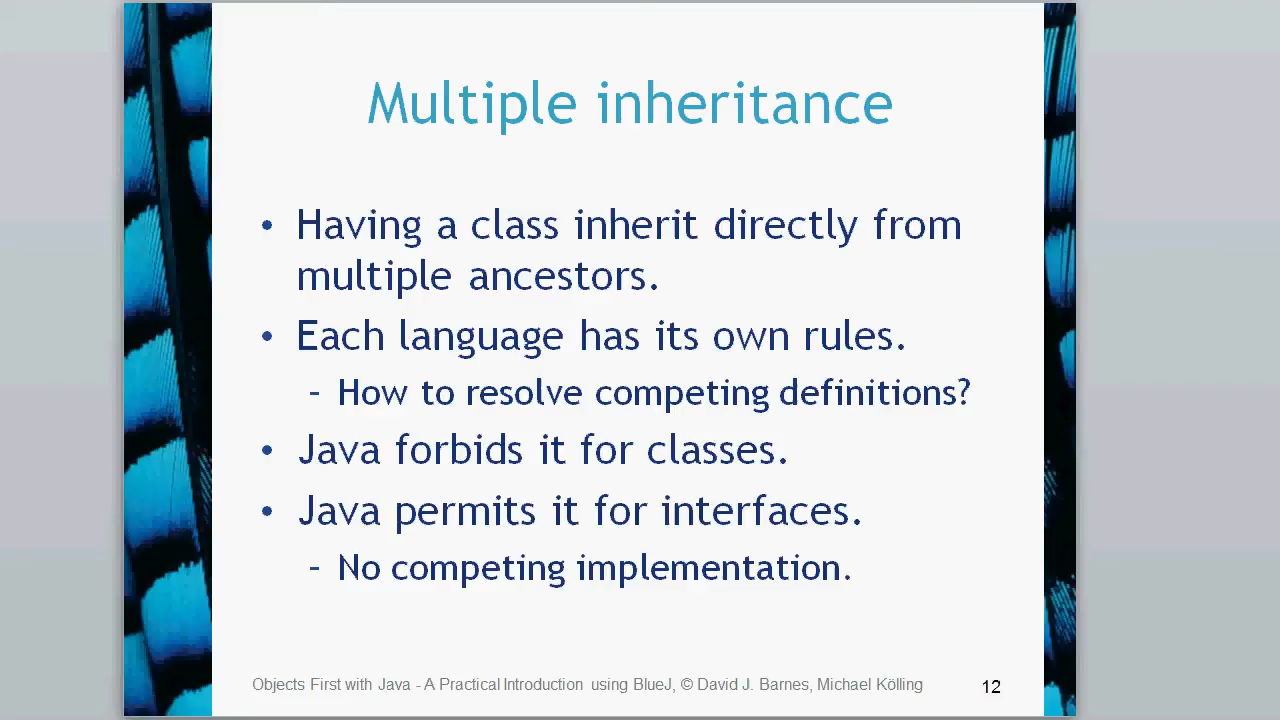 Multiple inheritance
• Having a class inherit directly from
multiple ancestors.
• Each language has its own rules.
– How to resolve competing definitions?
• Java forbids it for classes.
• Java permits it for interfaces.
– No competing implementation.
Objects First with Java - A Practical Introduction using BlueJ, © David J. Barnes, Michael Kölling
12